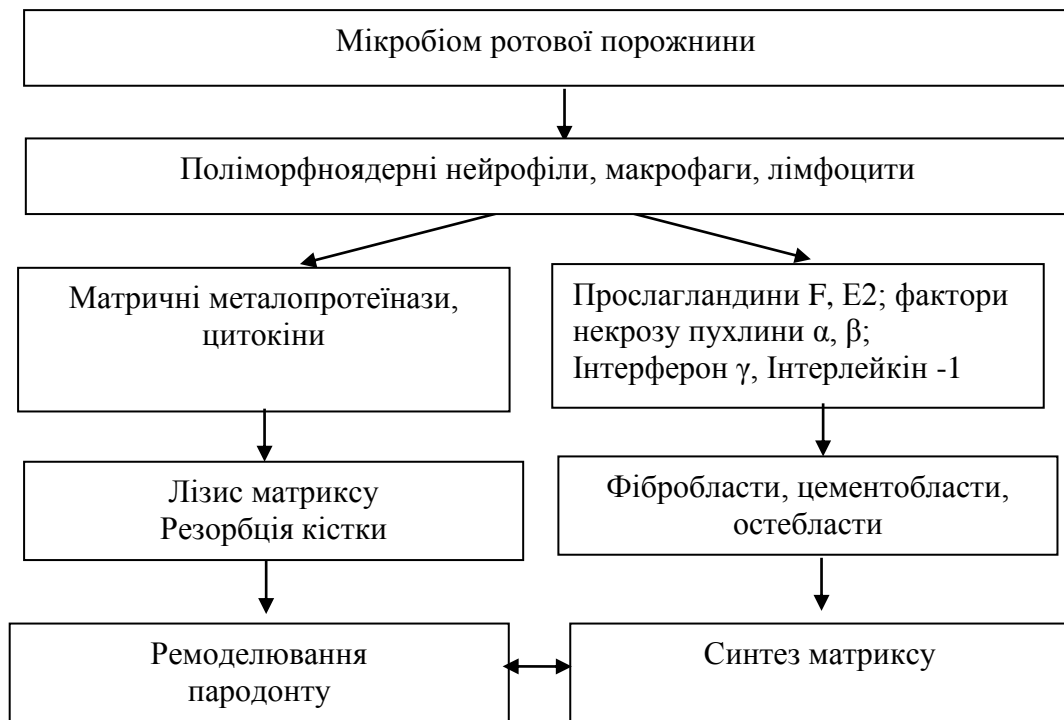 Мікробіом ротової порожнини
Поліморфноядерні нейрофіли, макрофаги, лімфоцити
Матричні металопротеїнази,
цитокіни
Прослагландини F, E2; фактори
некрозу пухлини α, β;
Інтерферон γ, Інтерлейкін -1
Лізис матриксу
Резорбція кістки
Фібробласти, цементобласти,
остебласти
Ремоделювання
пародонту
Синтез матриксу